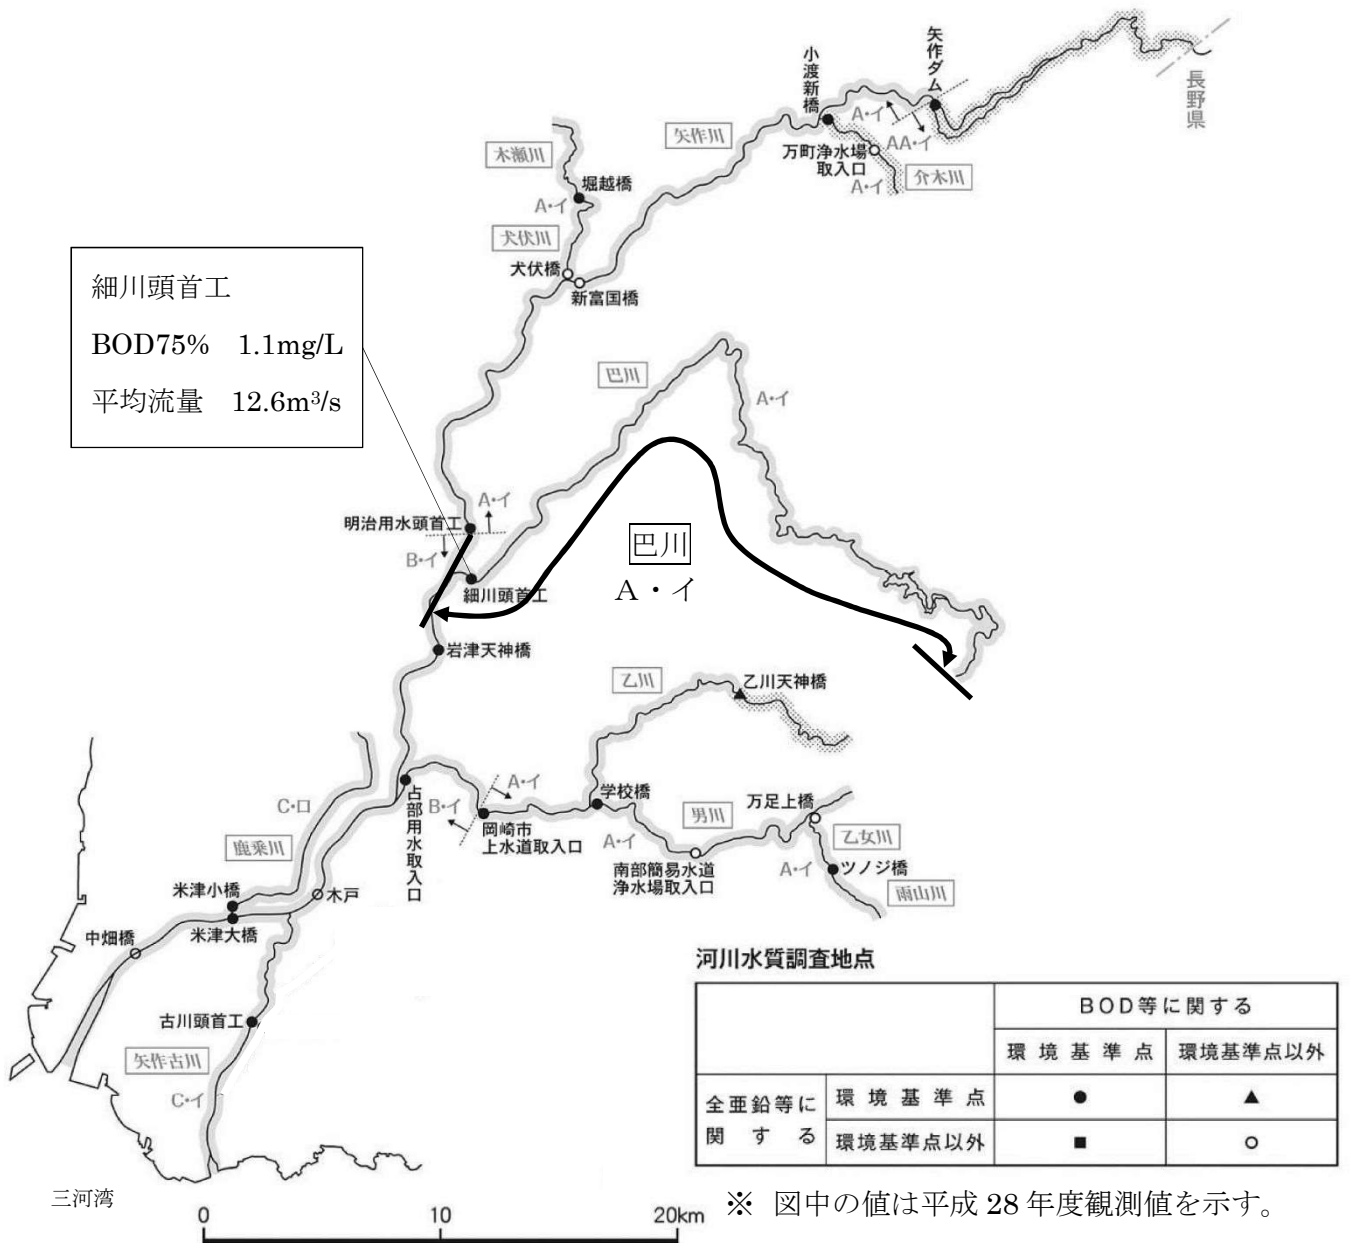 長野県
矢作ダム
小渡新橋
A・イ
AA・イ
矢作川
万町浄水場
取入口
A・イ
介木川
木瀬川
堀越橋
A・イ
犬伏川
犬伏橋
新富国橋
細川頭首工
BOD75% 1.1mg/L
平均流量 12.6m³/s
巴川
A・イ
A・イ
明治用水頭首工
B・イ
巴川
A・イ
細川頭首工
岩津天神橋
乙川
乙川天神橋
C・ロ
占部用水取入口
B・イ
A・イ
岡崎市
上水道取入口
学校橋
A・イ
男川
万足上橋
乙女川
南部簡易水道
浄水場取入口
A・イ
ツノジ橋
雨山川
鹿乗川
米津小橋
木戸
中畑橋
米津大橋
古川頭首工
矢作古川
C・イ
河川水質調査地点
BOD等に関する
環境基準点
環境基準点以外
全亜鉛等に
関する
環境基準点
●
▲
環境基準点以外
■
○
三河湾
0 10 20km
※ 図中の値は平成 28 年度観測値を示す。